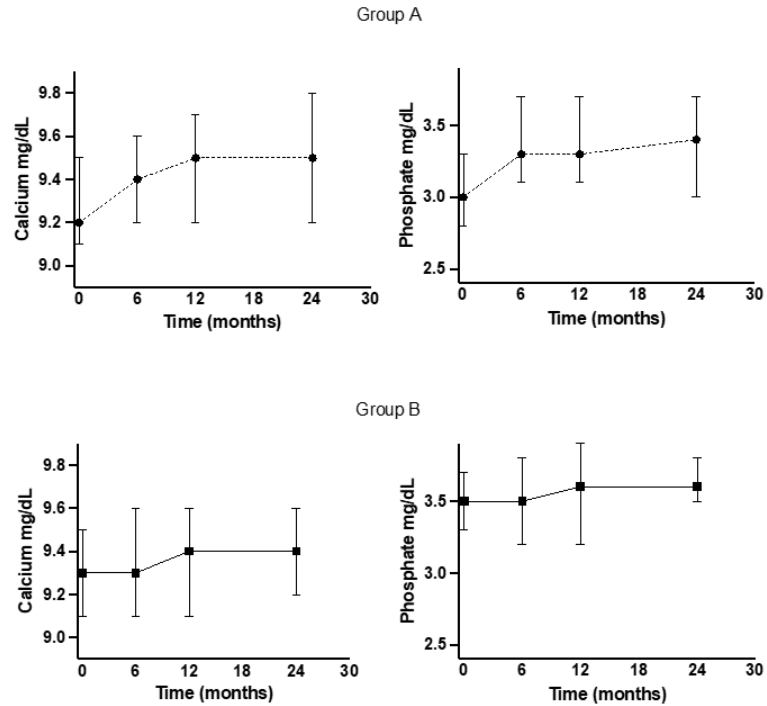 Group A
Calcium mg/dL
9.8
9.6
9.4
9.2
9.0
0 6 12 18 24 30
Time (months)
Phosphate mg/dL
3.5
3.0
2.5
0 6 12 18 24 30
Time (months)
Group B
Calcium mg/dL
9.8
9.6
9.4
9.2
9.0
0 6 12 18 24 30
Time (months)
Phosphate mg/dL
3.5
3.0
2.5
0 6 12 18 24 30
Time (months)